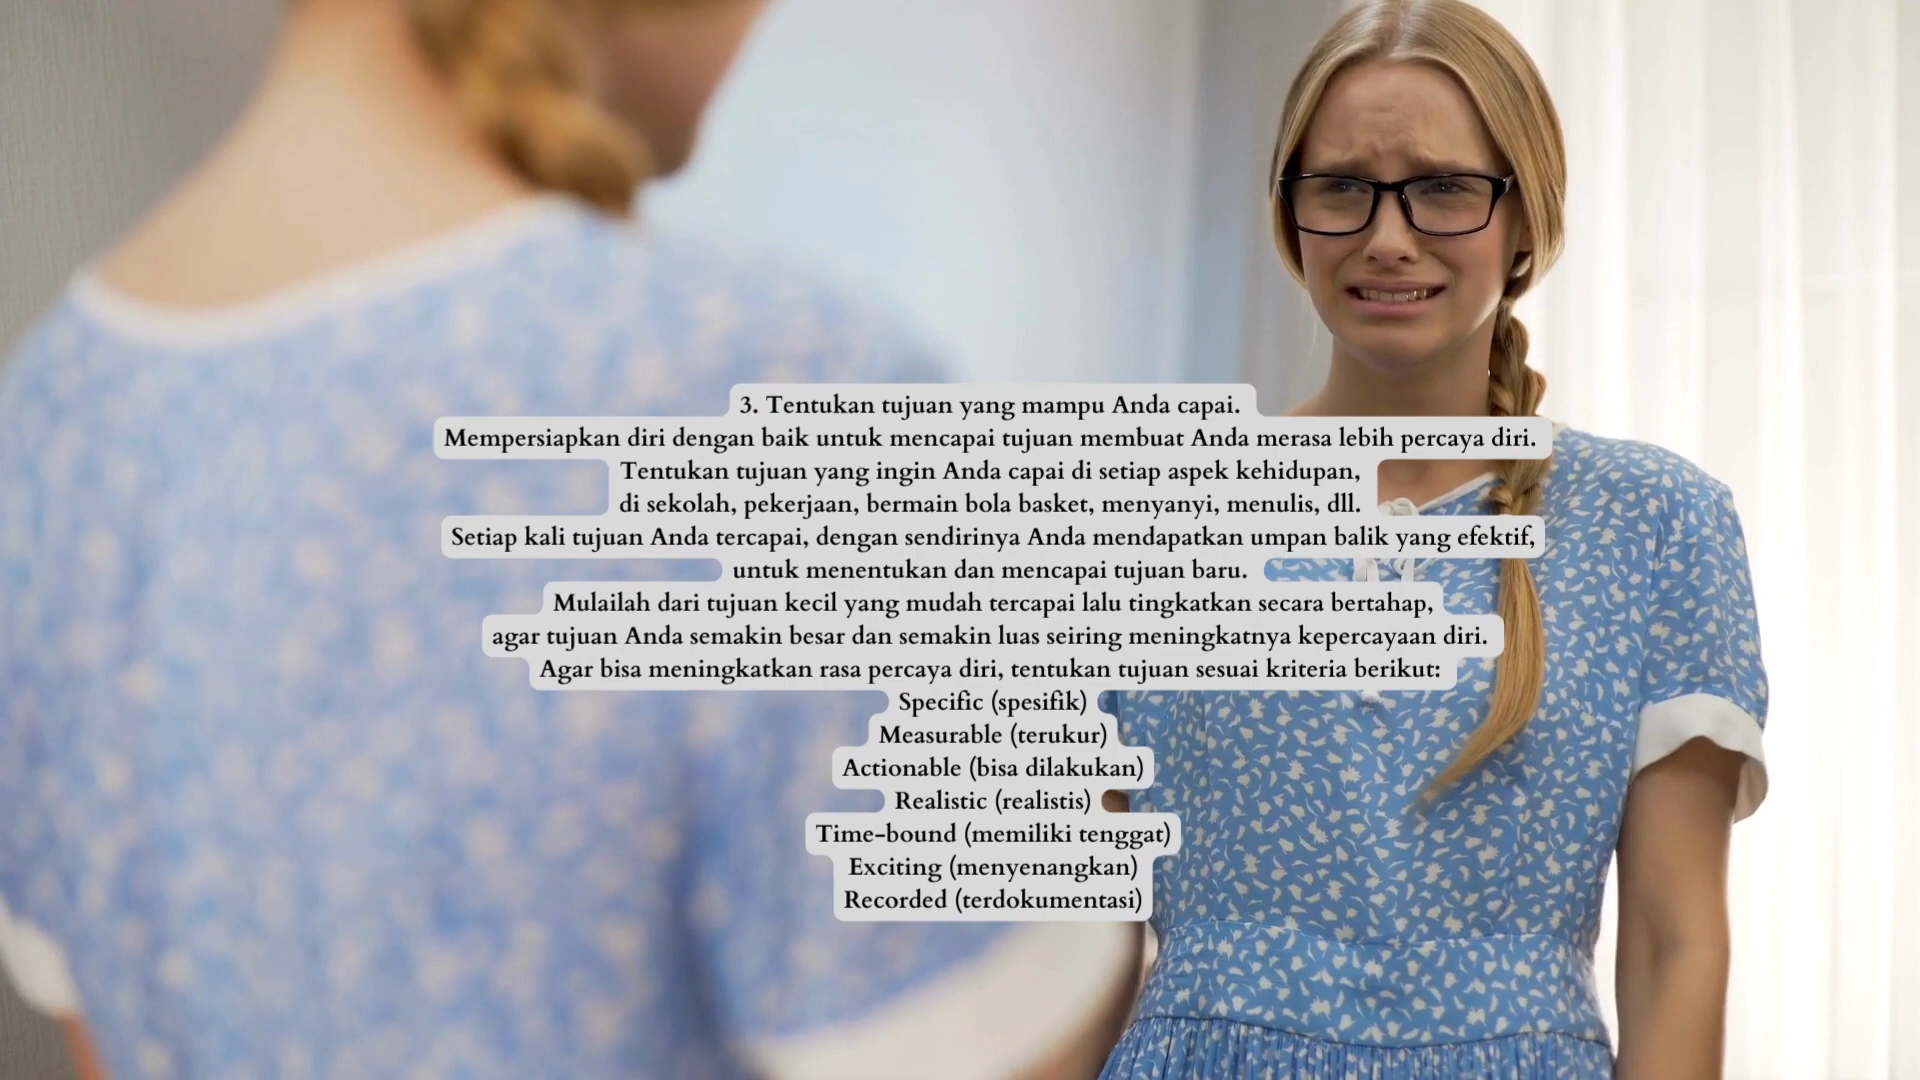 3. Tentukan tujuan yang mampu Anda capai.
Mempersiapkan diri dengan baik untuk mencapai tujuan membuat Anda merasa lebih percaya diri.
Tentukan tujuan yang ingin Anda capai di setiap aspek kehidupan,
di sekolah, pekerjaan, bermain bola basket, menyanyi, menulis, dll.
Setiap kali tujuan Anda tercapai, dengan sendirinya Anda mendapatkan umpan balik yang efektif,
untuk menentukan dan mencapai tujuan baru.
Mulailah dari tujuan kecil yang mudah tercapai lalu tingkatkan secara bertahap,
agar tujuan Anda semakin besar dan semakin luas seiring meningkatnya kepercayaan diri.
Agar bisa meningkatkan rasa percaya diri, tentukan tujuan sesuai kriteria berikut:
Specific (spesifik)
Measurable (terukur)
Actionable (bisa dilakukan)
Realistic (realistis)
Time-bound (memiliki tenggat)
Exciting (menyenangkan)
Recorded (terdokumentasi)